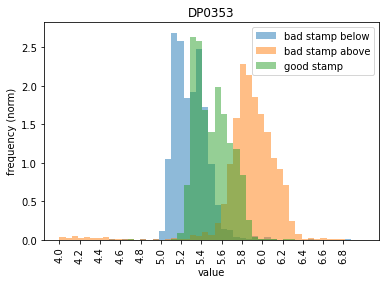 DP0353
bad stamp below
bad stamp above
good stamp
frequency (norm)
2.5
2.0
1.5
1.0
0.5
0.0
4.0 4.2 4.4 4.6 4.8 5.0 5.2 5.4 5.6 5.8 6.0 6.2 6.4 6.6 6.8
value